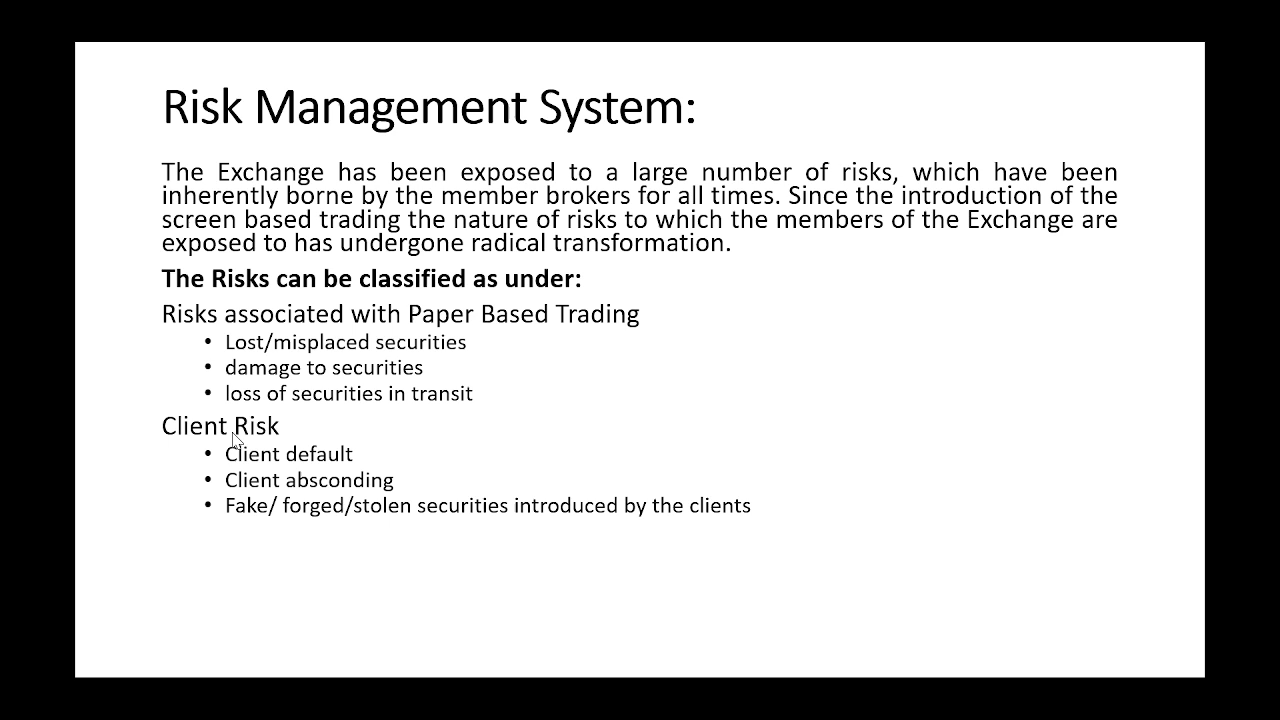 Risk Management System:
The Exchange has been exposed to a large number of risks, which have been
inherently borne by the member brokers for all times. Since the introduction of the
screen based trading the nature of risks to which the members of the Exchange are
exposed to has undergone radical transformation.
The Risks can be classified as under:
Risks associated with Paper Based Trading
• Lost/misplaced securities
• damage to securities
• loss of securities in transit
Client Risk
• Client default
• Client absconding
• Fake/ forged/stolen securities introduced by the clients